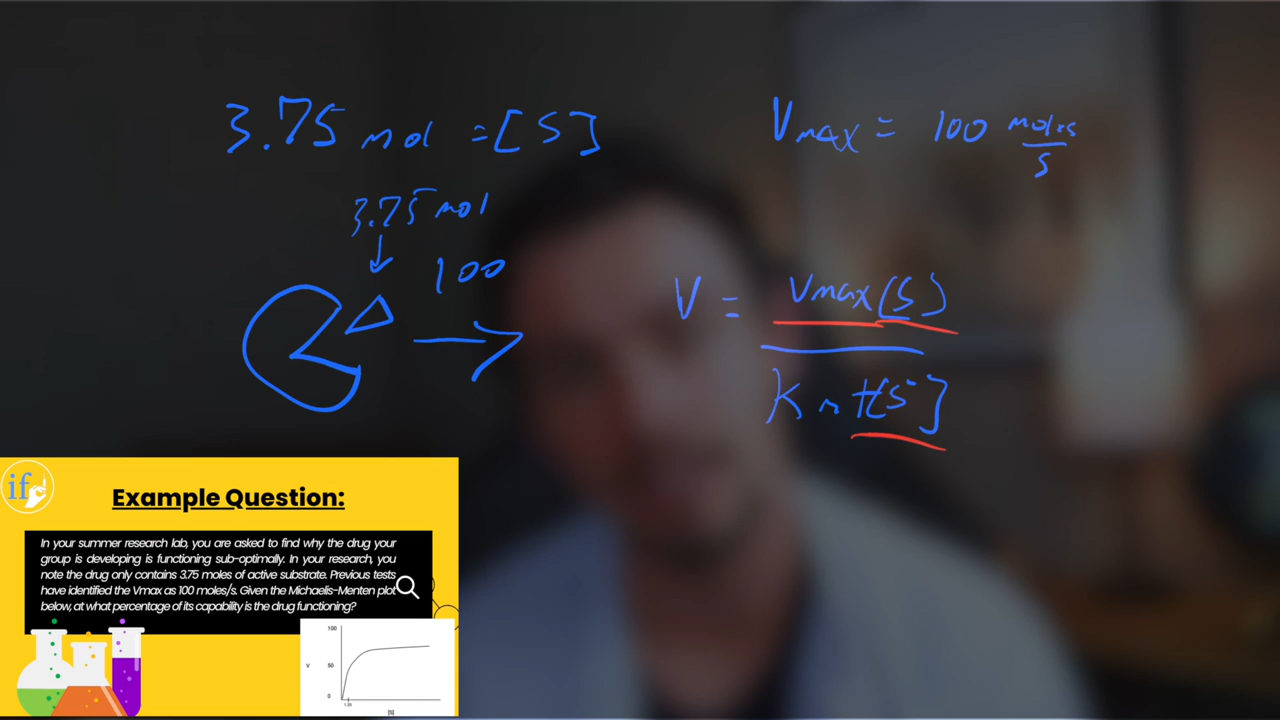 3.75 mol = [S]
Vmax = 100 moles/s
3.75 mol
100
V = Vmax(S)
Km+[S]
if
Example Question:
In your summer research lab, you are asked to find why the drug your
group is developing is functioning sub-optimally. In your research, you
note the drug only contains 3.75 moles of active substrate. Previous tests
have identified the Vmax as 100 moles/s. Given the Michaelis-Menten plot
below, at what percentage of its capability is the drug functioning?
100
V
50
0
[S]